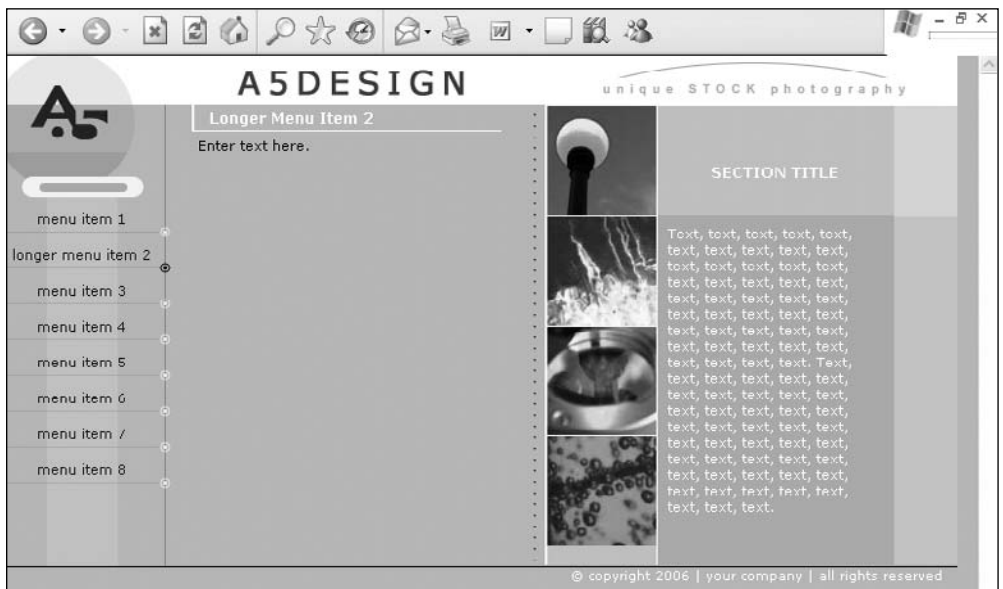 W
A5
A5DESIGN
unique STOCK photography
menu item 1
longer menu item 2
menu item 3
menu item 4
menu item 5
menu item 6
menu item 7
menu item 8
Longer Menu Item 2
Enter text here.
SECTION TITLE
Text, text, text, text, text,
text, text, text, text, text,
text, text, text, text, text,
text, text, text, text, text,
text, text, text, text, text,
text, text, text, text, text,
text, text, text, text, text,
text, text, text, text, text,
text, text, text, text. Text,
text, text, text, text, text,
text, text, text, text, text,
text, text, text, text, text,
text, text, text, text, text,
text, text, text, text, text,
text, text, text, text, text,
text, text, text, text, text,
text, text, text, text, text,
text, text, text.
© copyright 2006 | your company | all rights reserved